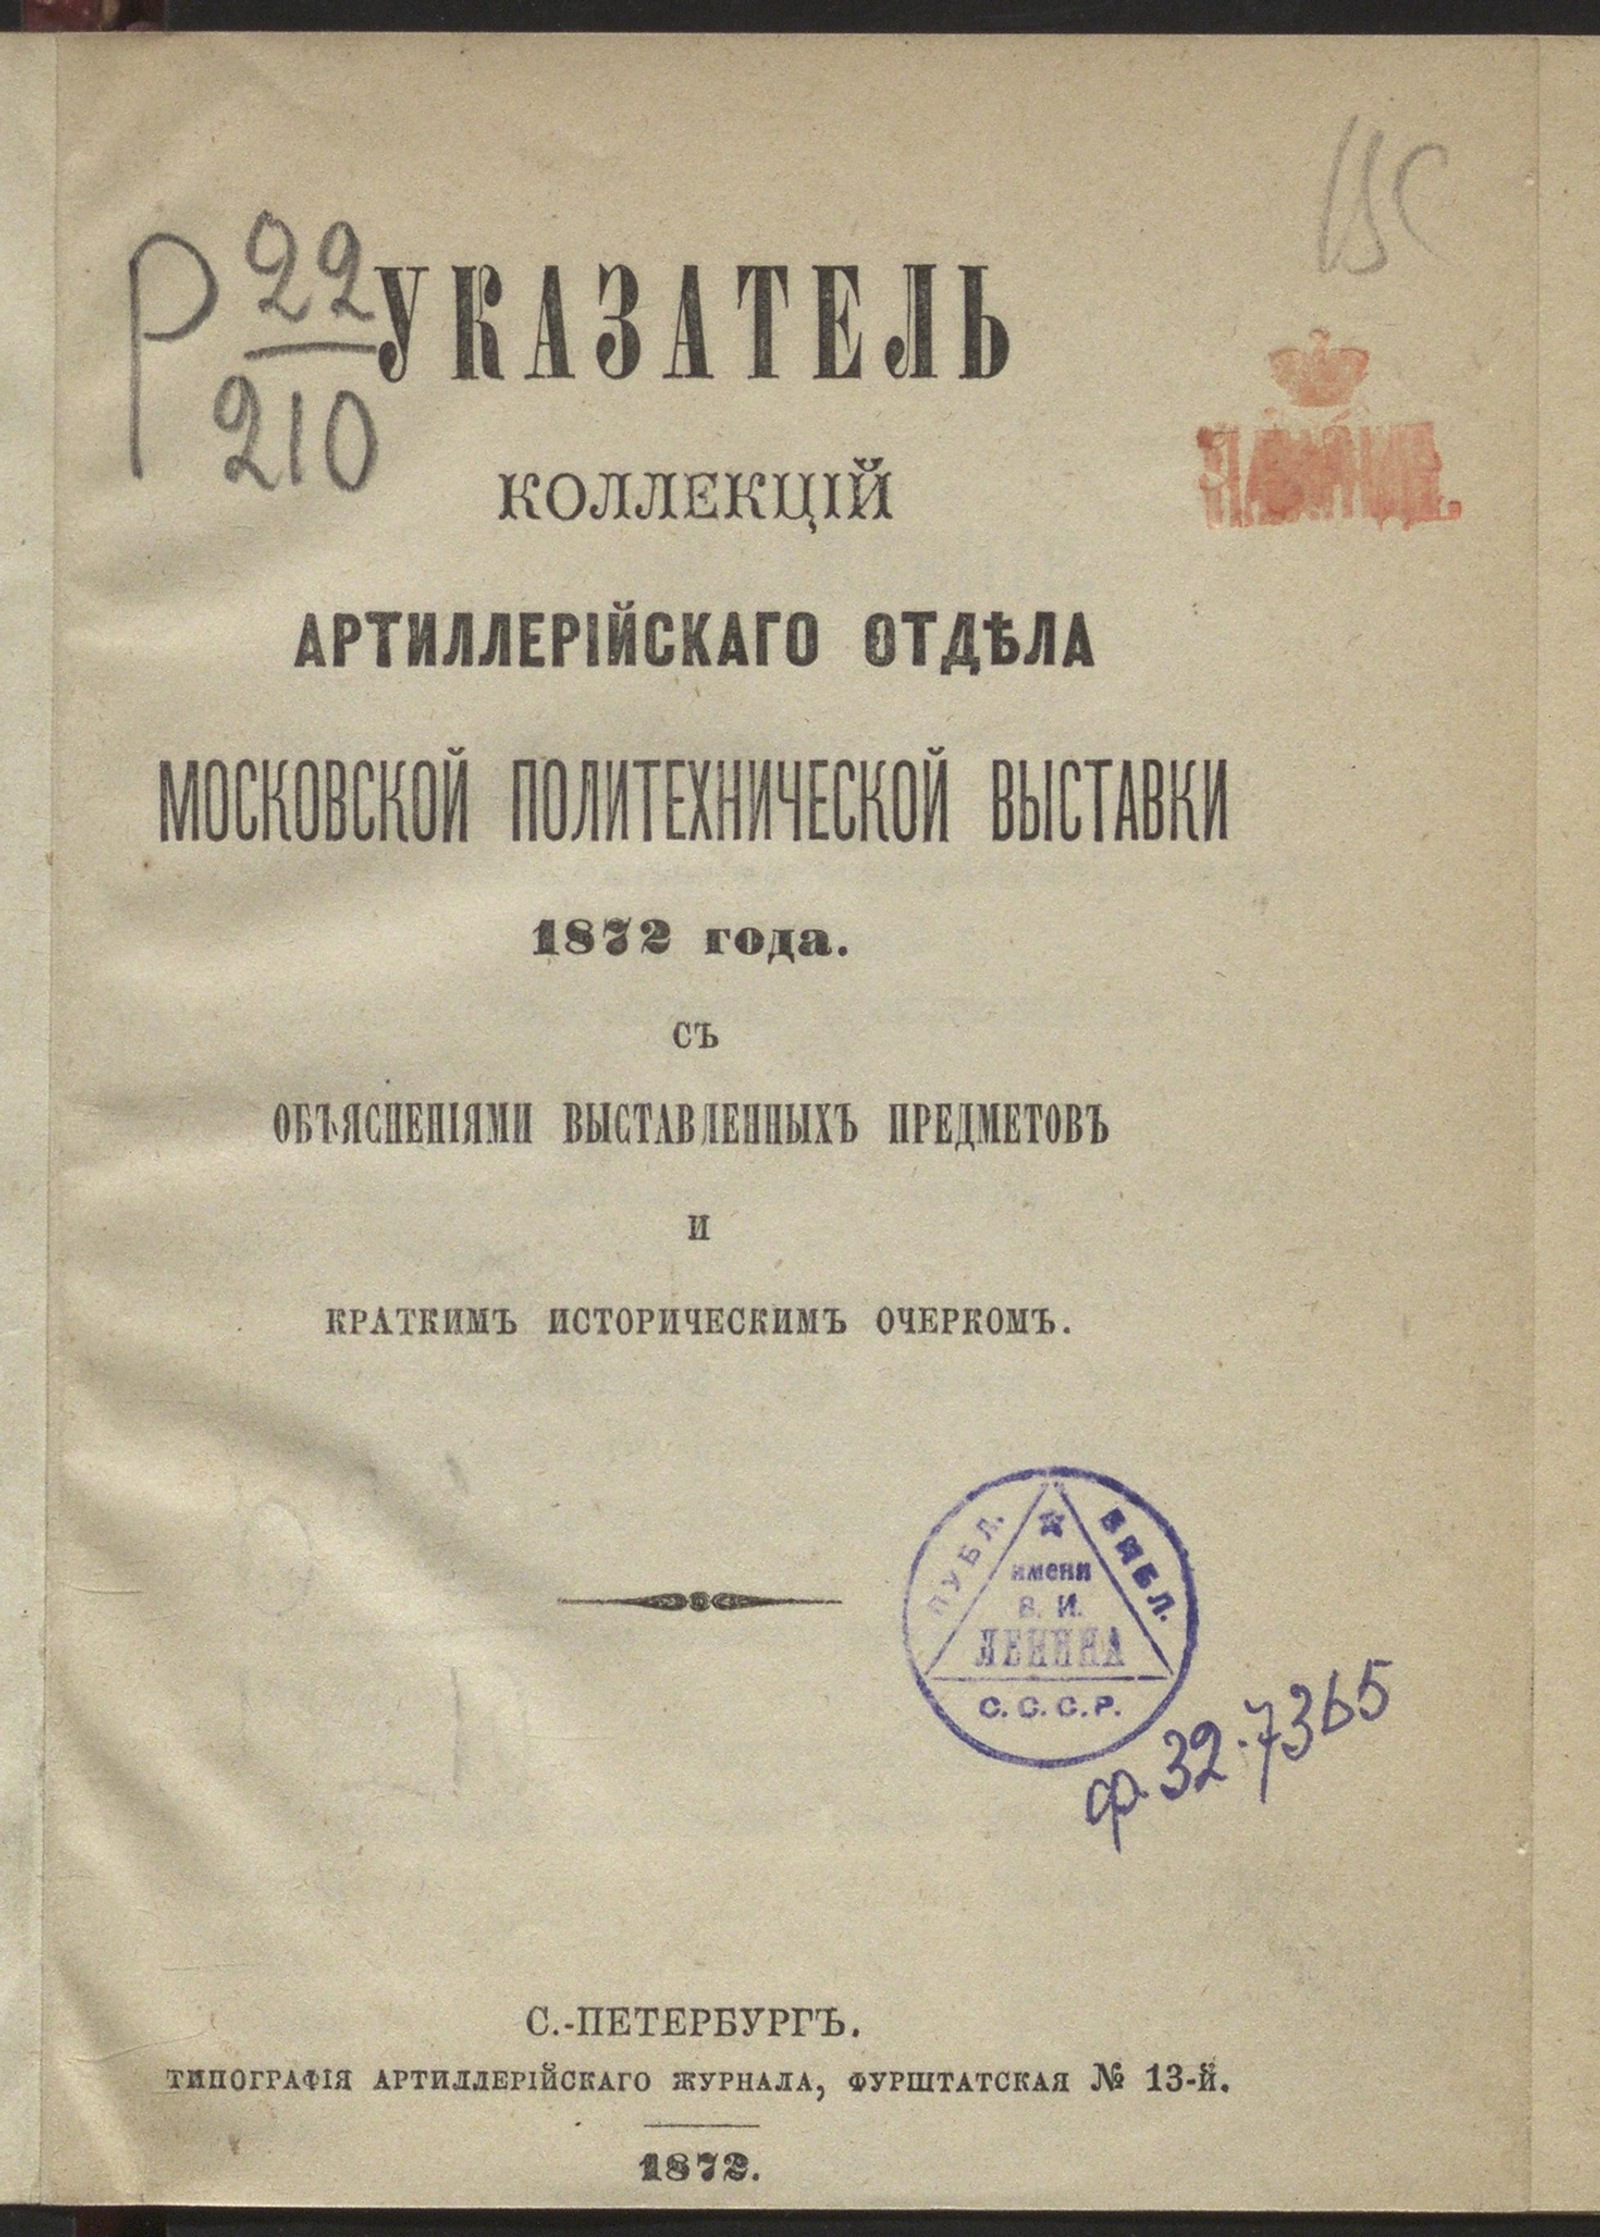 Р 22
210
УКАЗАТЕЛЬ
КОЛЛЕКЦІЙ
АРТИЛЛЕРІЙСКАГО ОТДѢЛА
МОСКОВСКОЙ ПОЛИТЕХНИЧЕСКОЙ ВЫСТАВКИ
1872 года.
СЪ
ОБЪЯСНЕНІЯМИ ВЫСТАВЛЕННЫХЪ ПРЕДМЕТОВЪ
И
КРАТКИМЪ ИСТОРИЧЕСКИМЪ ОЧЕРКОМЪ.
ПУБЛ. БИБЛ.
имени
В. И.
ЛЕНИНА
С. С. С. Р.
ф. 32-7365
С.-ПЕТЕРБУРГЪ.
ТИПОГРАФІЯ АРТИЛЛЕРІЙСКАГО ЖУРНАЛА, ФУРШТАТСКАЯ № 13-й.
1872.